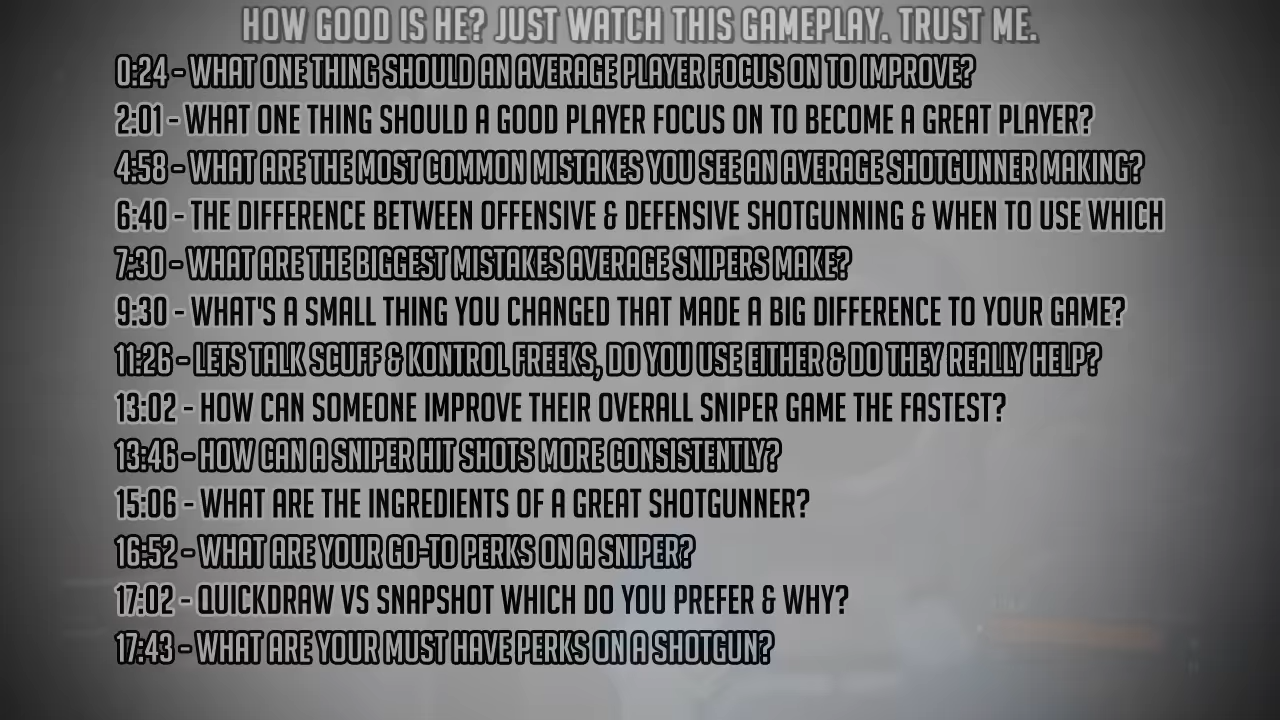 HOW GOOD IS HE? JUST WATCH THIS GAMEPLAY. TRUST ME.
0:24 - WHAT ONE THING SHOULD AN AVERAGE PLAYER FOCUS ON TO IMPROVE?
2:01 - WHAT ONE THING SHOULD A GOOD PLAYER FOCUS ON TO BECOME A GREAT PLAYER?
4:58 - WHAT ARE THE MOST COMMON MISTAKES YOU SEE AN AVERAGE SHOTGUNNER MAKING?
6:40 - THE DIFFERENCE BETWEEN OFFENSIVE & DEFENSIVE SHOTGUNNING & WHEN TO USE WHICH
7:30 - WHAT ARE THE BIGGEST MISTAKES AVERAGE SNIPERS MAKE?
9:30 - WHAT'S A SMALL THING YOU CHANGED THAT MADE A BIG DIFFERENCE TO YOUR GAME?
11:26 - LETS TALK SCUFF & KONTROL FREEKS, DO YOU USE EITHER & DO THEY REALLY HELP?
13:02 - HOW CAN SOMEONE IMPROVE THEIR OVERALL SNIPER GAME THE FASTEST?
13:46 - HOW CAN A SNIPER HIT SHOTS MORE CONSISTENTLY?
15:06 - WHAT ARE THE INGREDIENTS OF A GREAT SHOTGUNNER?
16:52 - WHAT ARE YOUR GO-TO PERKS ON A SNIPER?
17:02 - QUICKDRAW VS SNAPSHOT WHICH DO YOU PREFER & WHY?
17:43 - WHAT ARE YOUR MUST HAVE PERKS ON A SHOTGUN?